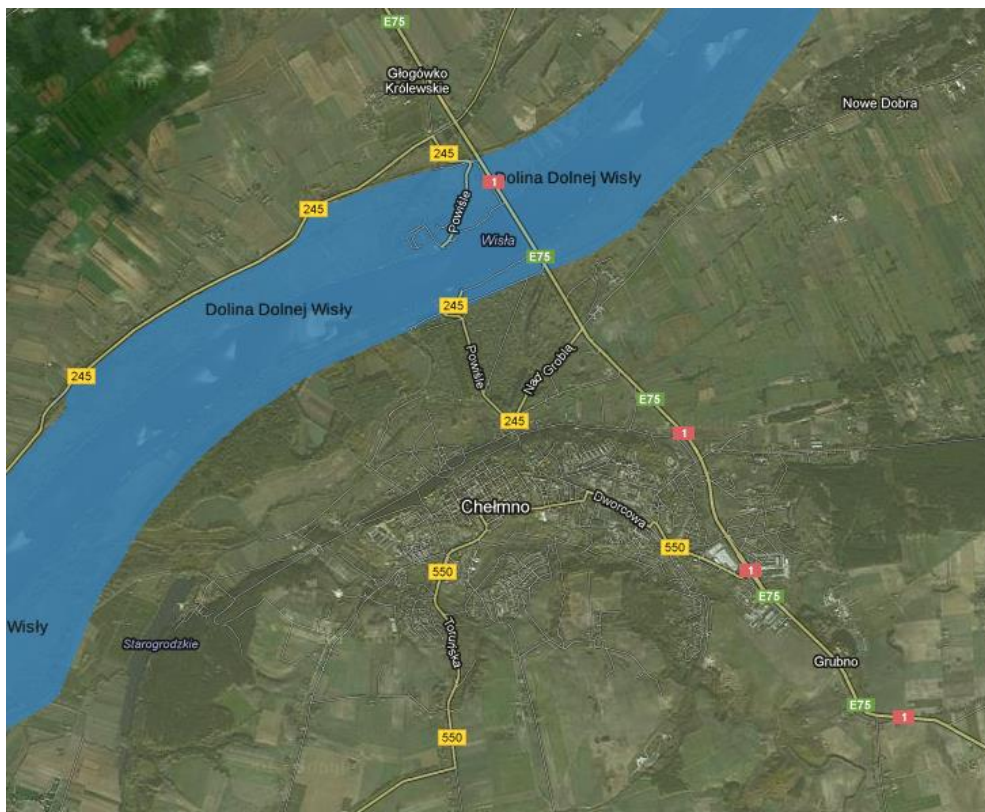 E75
Głogówko
Królewskie
Nowe Dobra
245
1
Dolina Dolnej Wisły
245
Powiśle
Wisła
E75
Dolina Dolnej Wisły
245
Powiśle
Nad Groblą
245
E75
245
1
Chełmno
Dworcowa
550
550
1
E75
Wisły
Starogrodzkie
Toruńska
Grubno
E75
1
550